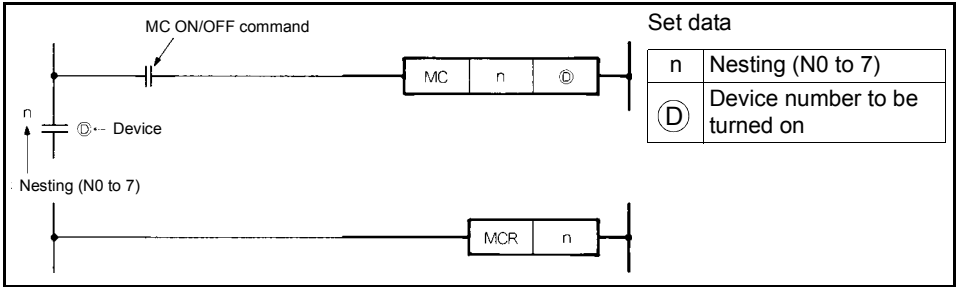 MC ON/OFF command
MC n Ⓓ
n
Ⓓ Device
Nesting (N0 to 7)
MCR n
Set data
n Nesting (N0 to 7)
Ⓓ Device number to be
turned on